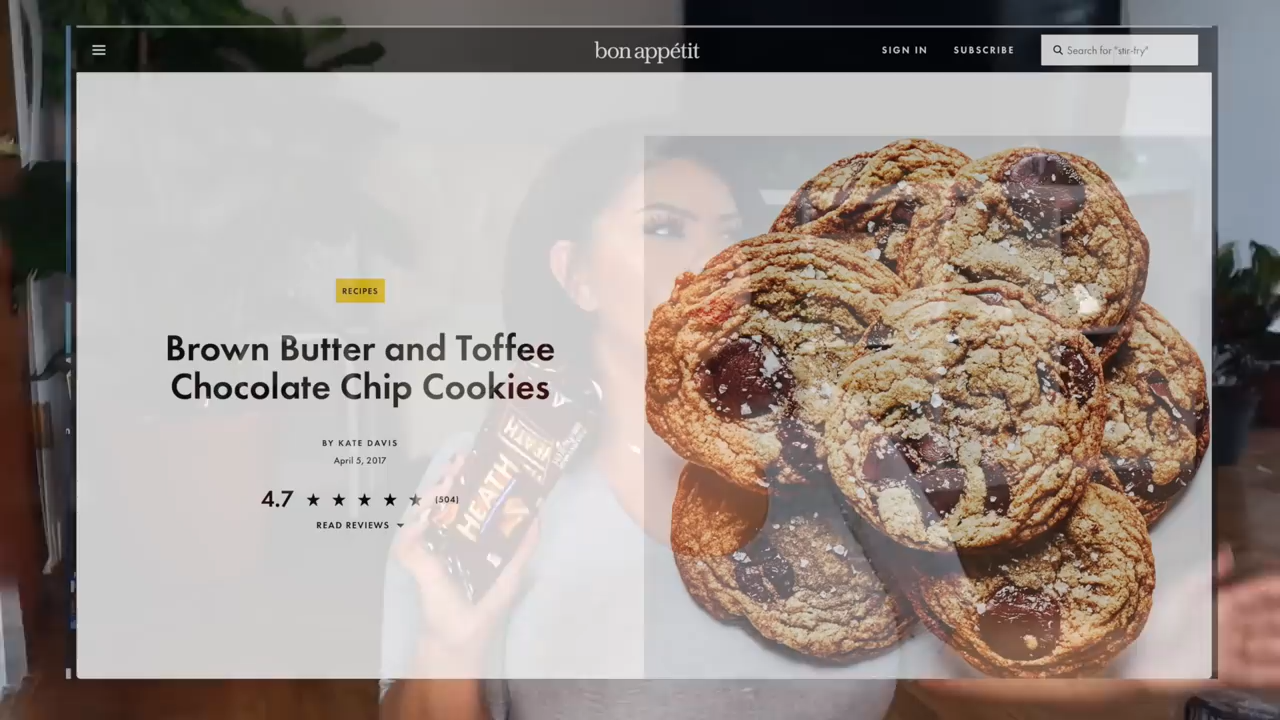 bon appétit
SIGN IN
SUBSCRIBE
Search for "stir-fry"
RECIPES
Brown Butter and Toffee
Chocolate Chip Cookies
BY KATE DAVIS
April 5, 2017
4.7
(504)
READ REVIEWS
HEATH
HEATH